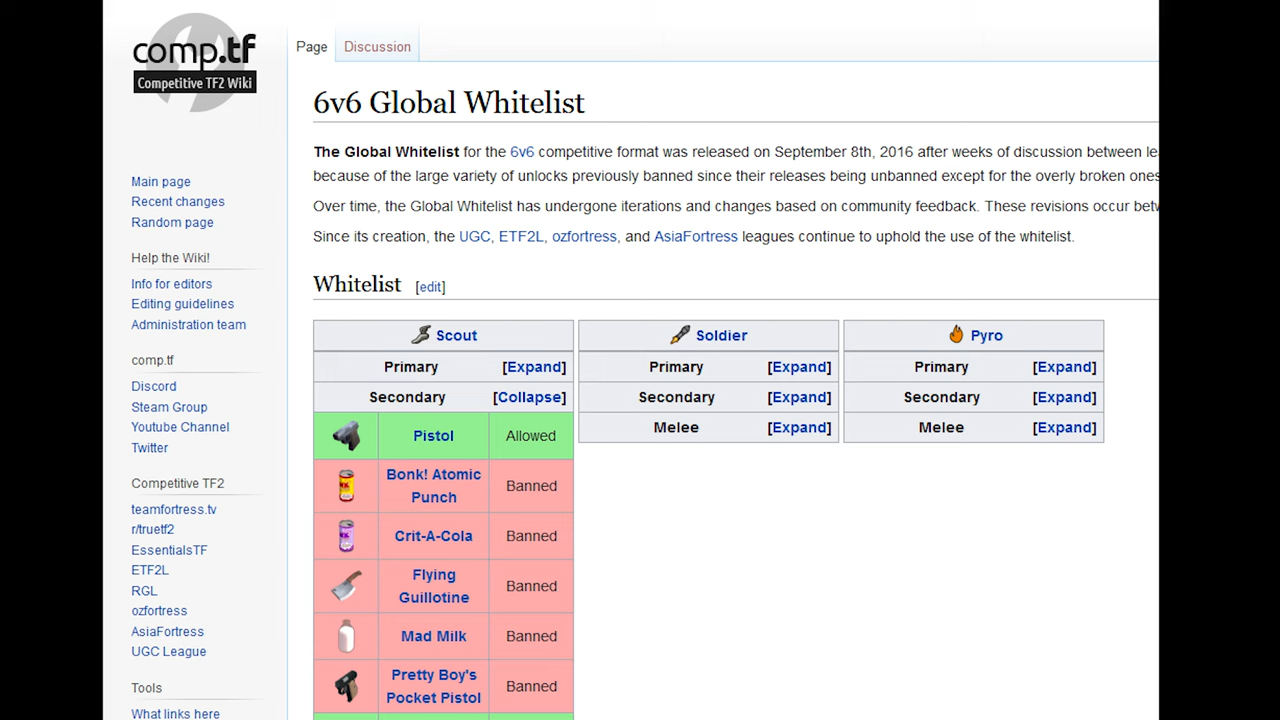 comp.tf
Competitive TF2 Wiki
Main page
Recent changes
Random page
Help the Wiki!
Info for editors
Editing guidelines
Administration team
comp.tf
Discord
Steam Group
Youtube Channel
Twitter
Competitive TF2
teamfortress.tv
r/truetf2
EssentialsTF
ETF2L
RGL
ozfortress
AsiaFortress
UGC League
Tools
What links here
Page Discussion
6v6 Global Whitelist
The Global Whitelist for the 6v6 competitive format was released on September 8th, 2016 after weeks of discussion between
because of the large variety of unlocks previously banned since their releases being unbanned except for the overly broken ones
Over time, the Global Whitelist has undergone iterations and changes based on community feedback. These revisions occur
Since its creation, the UGC, ETF2L, ozfortress, and AsiaFortress leagues continue to uphold the use of the whitelist.
Whitelist [edit]
Scout Soldier Pyro
Primary [Expand] Primary [Expand] Primary [Expand]
Secondary [Collapse] Secondary [Expand] Secondary [Expand]
Melee [Expand] Melee [Expand]
Pistol Allowed
Bonk! Atomic
Punch Banned
Crit-A-Cola Banned
Flying
Guillotine Banned
Mad Milk Banned
Pretty Boy's
Pocket Pistol Banned